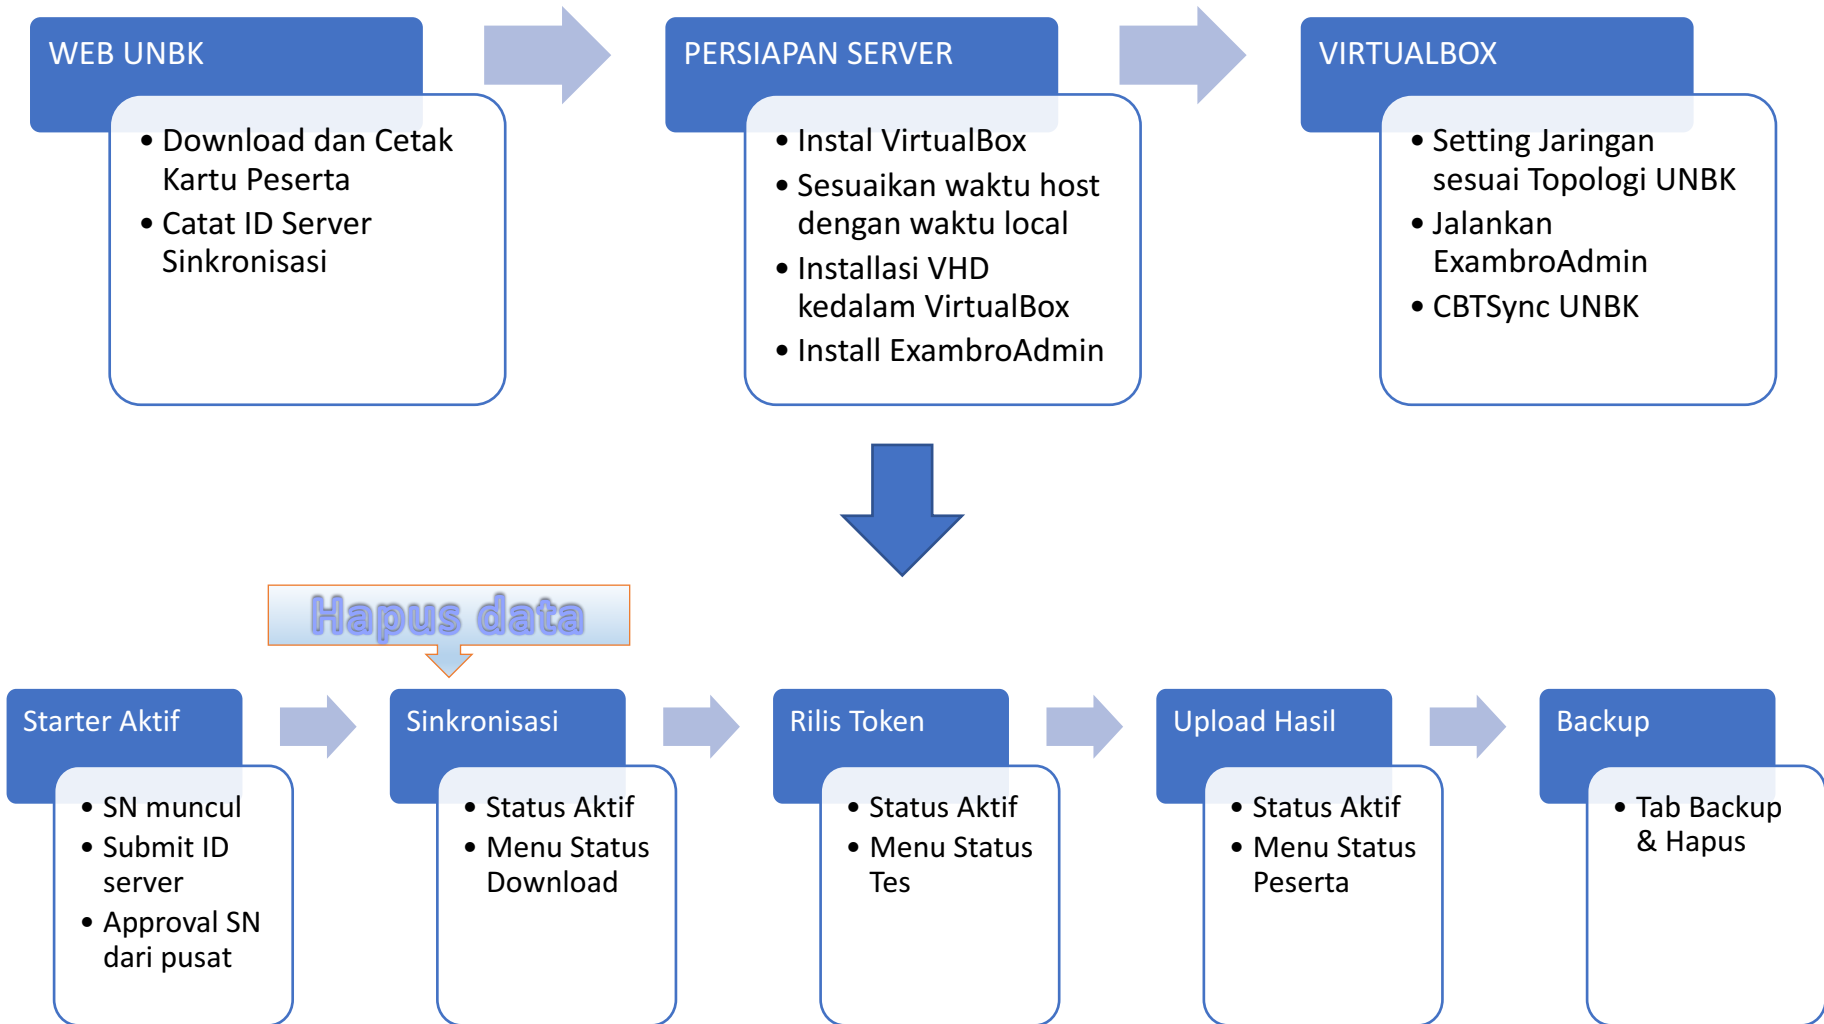 WEB UNBK
• Download dan Cetak
Kartu Peserta
• Catat ID Server
Sinkronisasi
PERSIAPAN SERVER
• Instal VirtualBox
• Sesuaikan waktu host
dengan waktu local
• Installasi VHD
kedalam VirtualBox
• Install ExambroAdmin
VIRTUALBOX
• Setting Jaringan
sesuai Topologi UNBK
• Jalankan
ExambroAdmin
• CBTSync UNBK
Hapus data
Starter Aktif
• SN muncul
• Submit ID
server
• Approval SN
dari pusat
Sinkronisasi
• Status Aktif
• Menu Status
Download
Rilis Token
• Status Aktif
• Menu Status
Tes
Upload Hasil
• Status Aktif
• Menu Status
Peserta
Backup
• Tab Backup
& Hapus